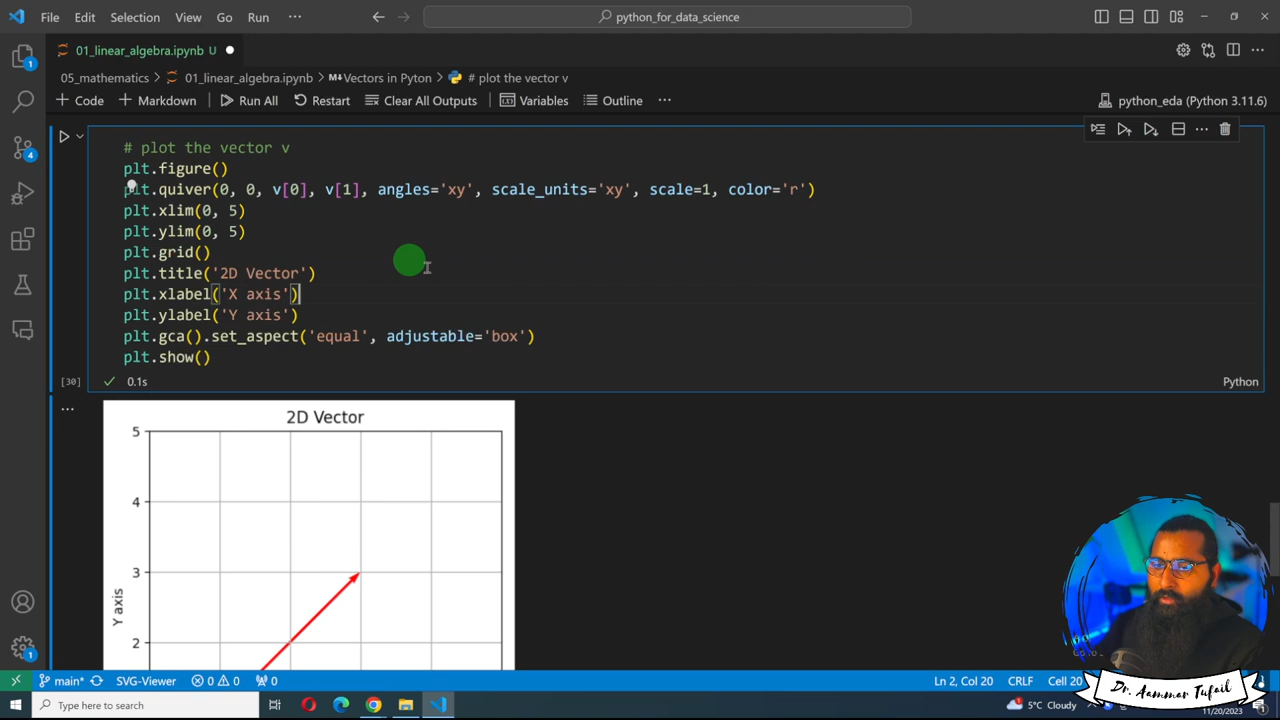 File Edit Selection View Go Run ··· python_for_data_science
01_linear_algebra.ipynb U
05_mathematics > 01_linear_algebra.ipynb > M↓Vectors in Pyton > # plot the vector v
+ Code + Markdown Run All Restart Clear All Outputs Variables Outline ··· python_eda (Python 3.11.6)
# plot the vector v
plt.figure()
plt.quiver(0, 0, v[0], v[1], angles='xy', scale_units='xy', scale=1, color='r')
plt.xlim(0, 5)
plt.ylim(0, 5)
plt.grid()
plt.title('2D Vector')
plt.xlabel('X axis')
plt.ylabel('Y axis')
plt.gca().set_aspect('equal', adjustable='box')
plt.show()
[30] 0.1s Python
2D Vector
5
4
3
2
Y axis
1
4
1
main* SVG-Viewer 0 0 0 Ln 2, Col 20 CRLF Cell 20
Type here to search 5°C Cloudy 11/20/2023
Dr. Aammar Tufail